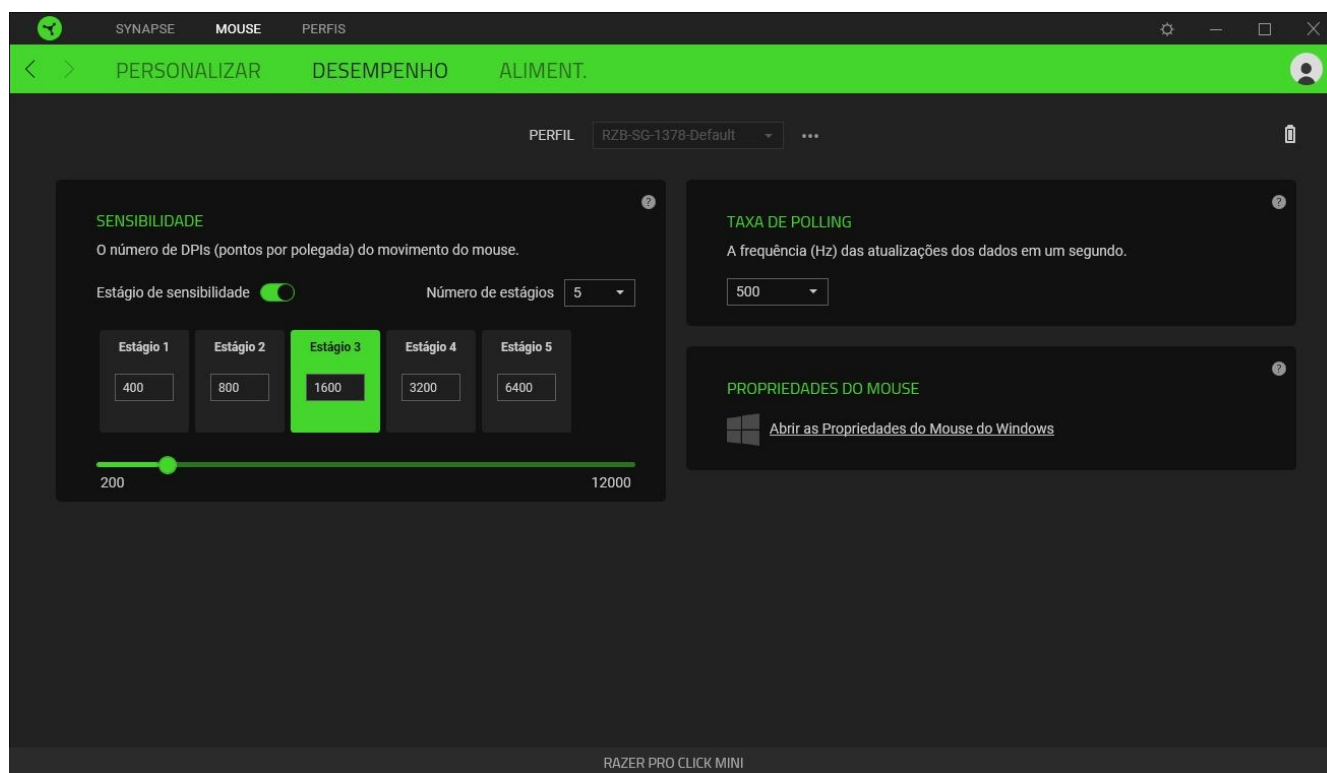 SYNAPSE MOUSE PERFIS
PERSONALIZAR DESEMPENHO ALIMENT.
PERFIL RZB-SG-1378-Default
SENSIBILIDADE
O número de DPIs (pontos por polegada) do movimento do mouse.
Estágio de sensibilidade Número de estágios 5
Estágio 1 Estágio 2 Estágio 3 Estágio 4 Estágio 5
400 800 1600 3200 6400
200 12000
TAXA DE POLLING
A frequência (Hz) das atualizações dos dados em um segundo.
500
PROPRIEDADES DO MOUSE
Abrir as Propriedades do Mouse do Windows
RAZER PRO CLICK MINI